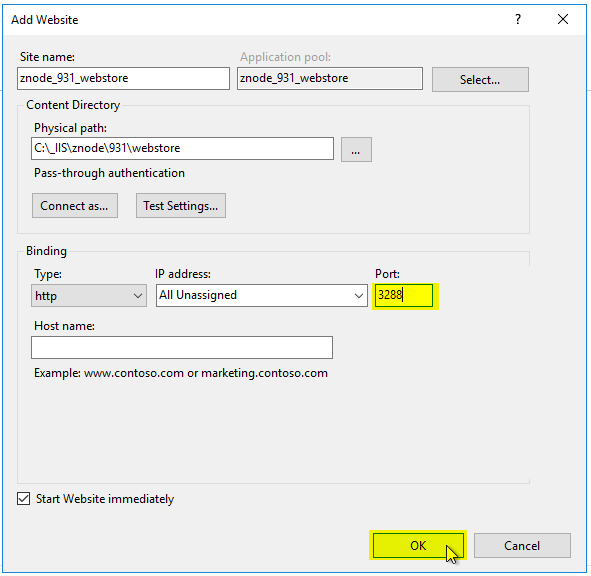 Add Website
?
Site name:
Application pool:
znode_931_webstore
znode_931_webstore
Select...
Content Directory
Physical path:
C:\_IIS\znode\931\webstore
...
Pass-through authentication
Connect as...
Test Settings...
Binding
Type:
IP address:
Port:
http
All Unassigned
3288
Host name:
Example: www.contoso.com or marketing.contoso.com
Start Website immediately
OK
Cancel